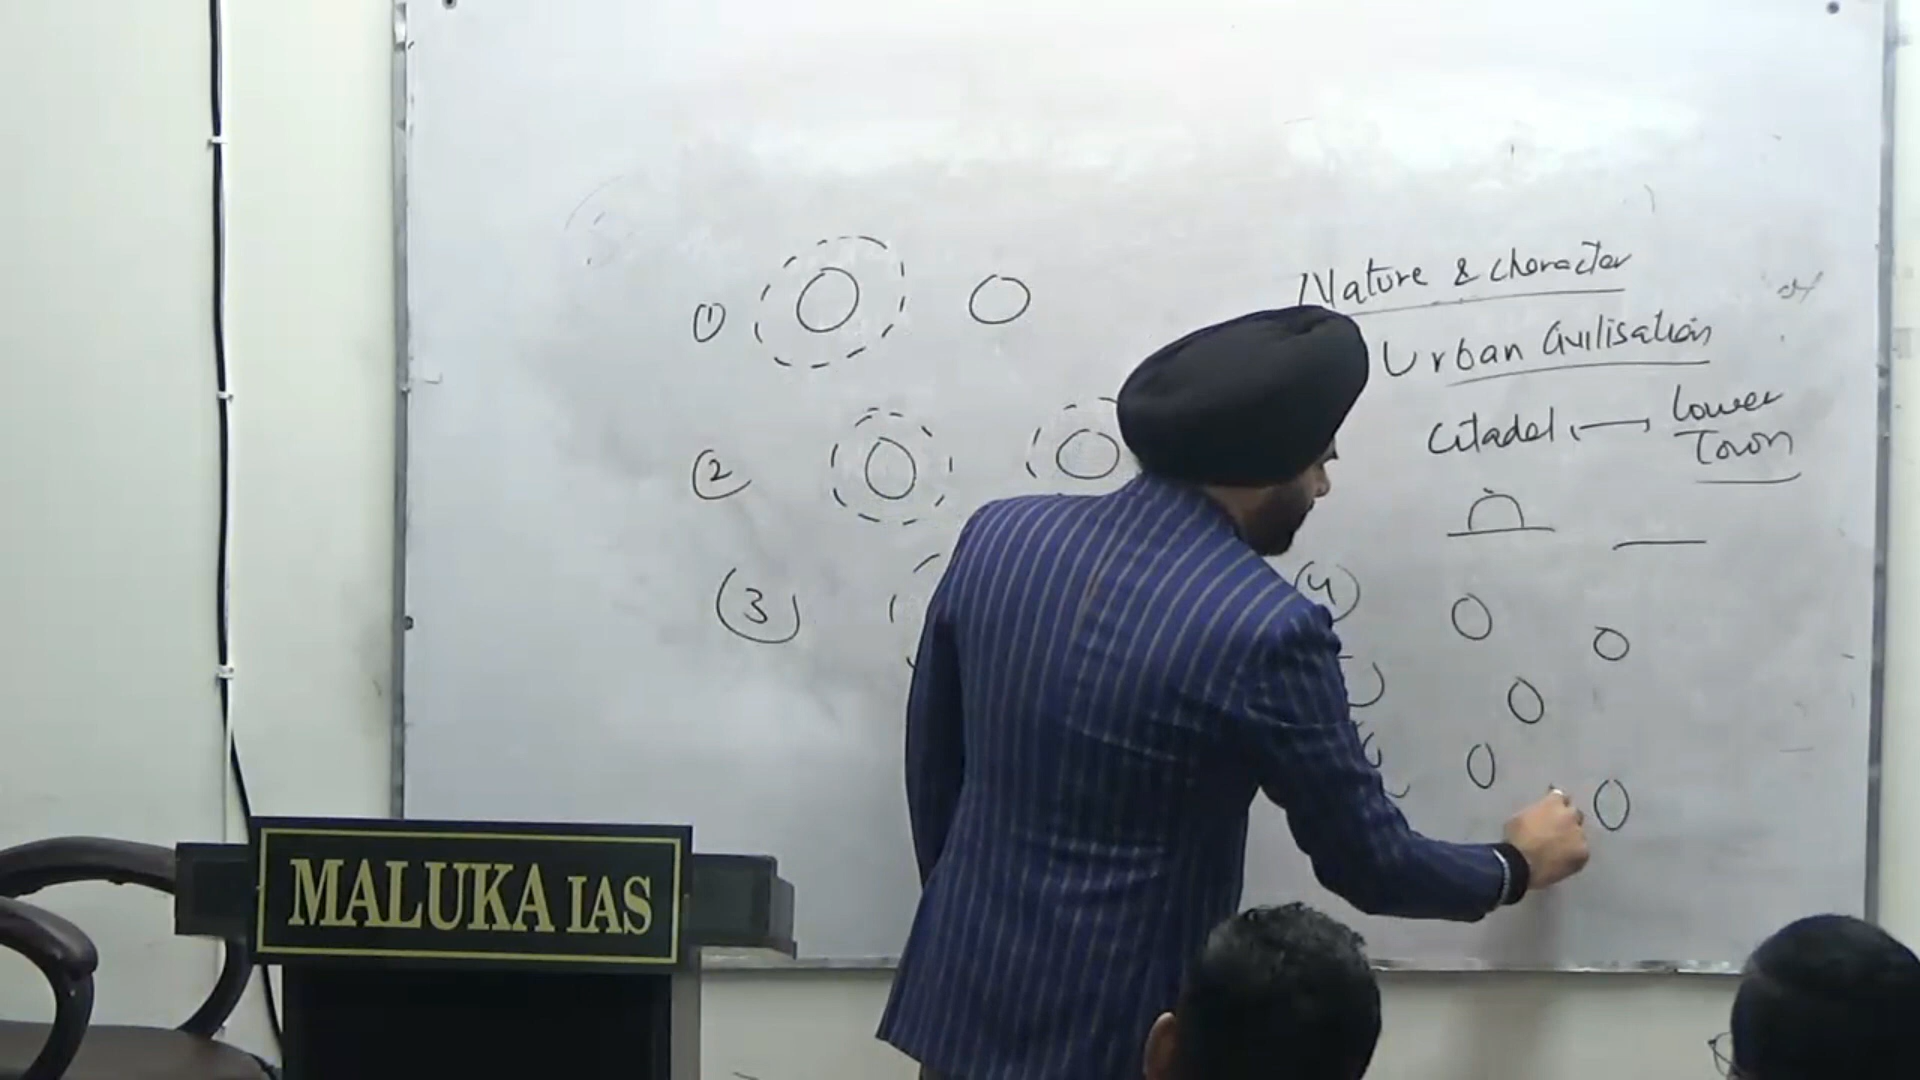 Nature & character
Urban Civilisation
Citadel Lower
Town
1
2
3
4
MALUKA IAS